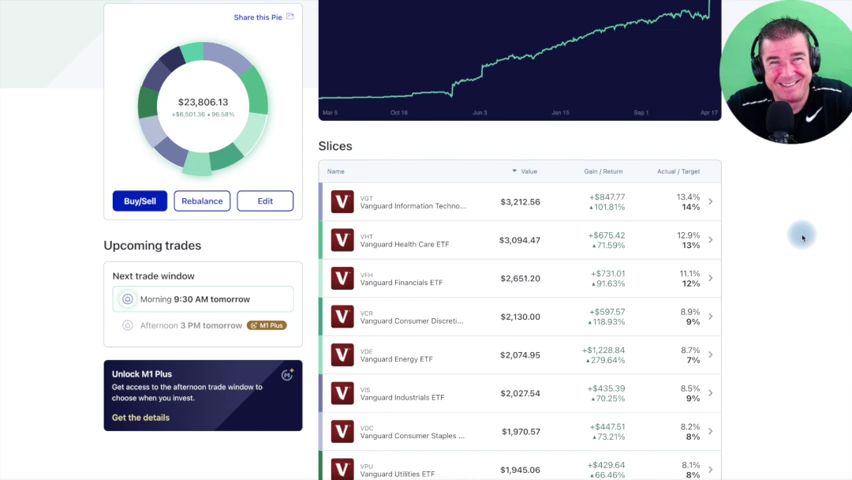 Share this Pie
$23,806.13
+$6,501.36 ▲96.58%
Buy/Sell
Rebalance
Edit
Upcoming trades
Next trade window
Morning 9:30 AM tomorrow
Afternoon 3 PM tomorrow
M1 Plus
Unlock M1 Plus
Get access to the afternoon trade window to
choose when you invest.
Get the details
Mar 5
Oct 16
Jun 3
Jan 15
Sep 1
Apr 17
Slices
Name
Value
Gain / Return
Actual / Target
V
VGT
Vanguard Information Techno...
$3,212.56
+$847.77
▲101.81%
13.4%
14%
V
VHT
Vanguard Health Care ETF
$3,094.47
+$675.42
▲71.59%
12.9%
13%
V
VFH
Vanguard Financials ETF
$2,651.20
+$731.01
▲91.63%
11.1%
12%
V
VCR
Vanguard Consumer Discreti...
$2,130.00
+$597.57
▲118.93%
8.9%
9%
V
VDE
Vanguard Energy ETF
$2,074.95
+$1,228.84
▲279.64%
8.7%
7%
V
VIS
Vanguard Industrials ETF
$2,027.54
+$435.39
▲70.25%
8.5%
9%
V
VDC
Vanguard Consumer Staples ...
$1,970.57
+$447.51
▲73.21%
8.2%
8%
V
VPU
Vanguard Utilities ETF
$1,945.06
+$429.64
▲66.46%
8.1%
8%